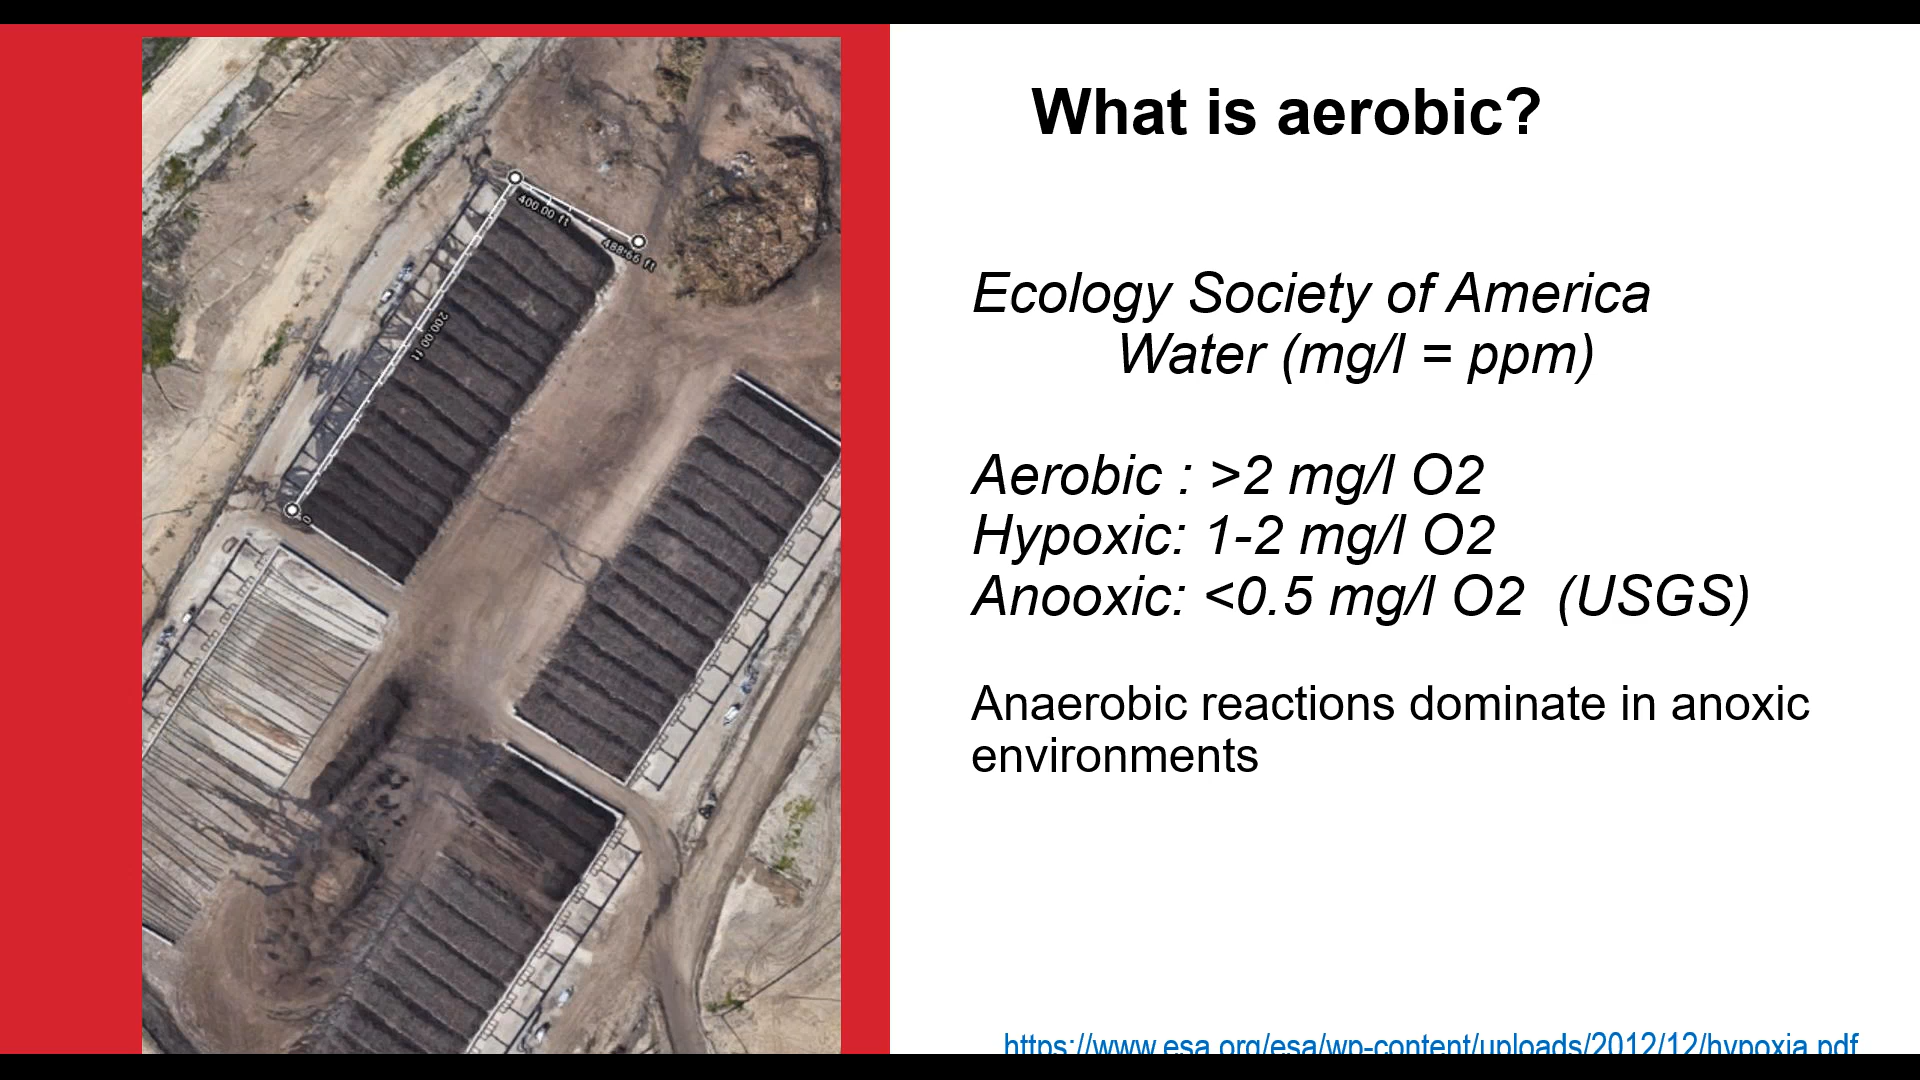 What is aerobic?
Ecology Society of America
Water (mg/l = ppm)
Aerobic : >2 mg/l O2
Hypoxic: 1-2 mg/l O2
Anooxic: <0.5 mg/l O2 (USGS)
Anaerobic reactions dominate in anoxic
environments
https://www.esa.org/esa/wp-content/uploads/2012/12/hypoxia.pdf
400.00 ft
488.66 ft
200.00 ft
0